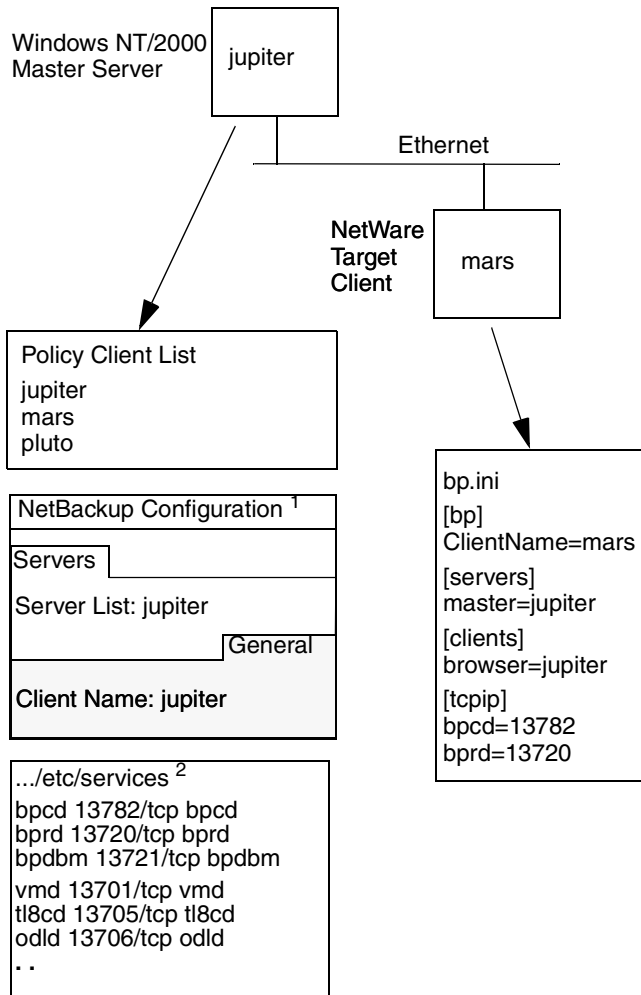 Windows NT/2000
Master Server
jupiter
Ethernet
NetWare
Target
Client
mars
Policy Client List
jupiter
mars
pluto
NetBackup Configuration 1
Servers
Server List: jupiter
General
Client Name: jupiter
.../etc/services 2
bpcd 13782/tcp bpcd
bprd 13720/tcp bprd
bpdbm 13721/tcp bpdbm
vmd 13701/tcp vmd
tl8cd 13705/tcp tl8cd
odld 13706/tcp odld
. .
bp.ini
[bp]
ClientName=mars
[servers]
master=jupiter
[clients]
browser=jupiter
[tcpip]
bpcd=13782
bprd=13720